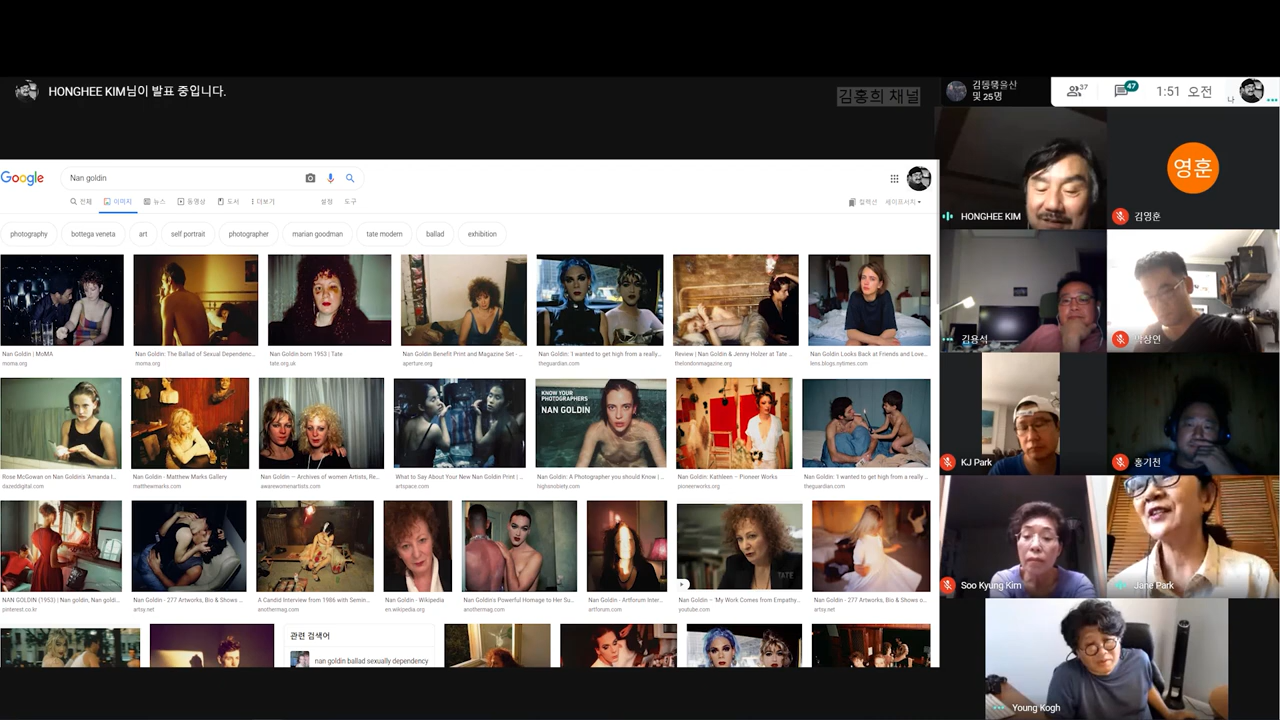 HONGHEE KIM님이 발표 중입니다.
김홍희 채널
및 25명
37
47
1:51 오전
나
Google
Nan goldin
전체
이미지
뉴스
동영상
도서
더보기
설정
도구
컬렉션
세이프서치
photography
bottega veneta
art
self portrait
photographer
marian goodman
tate modern
ballad
exhibition
Nan Goldin | MoMA
moma.org
Nan Goldin: The Ballad of Sexual Dependenc...
moma.org
Nan Goldin born 1953 | Tate
tate.org.uk
Nan Goldin Benefit Print and Magazine Set - ...
aperture.org
Nan Goldin: 'I wanted to get high from a really...
theguardian.com
Review | Nan Goldin & Jenny Holzer at Tate ...
thelondonmagazine.org
Nan Goldin Looks Back at Friends and Love...
lens.blogs.nytimes.com
KNOW YOUR
PHOTOGRAPHERS
NAN GOLDIN
Rose McGowan on Nan Goldin's 'Amanda I...
dazeddigital.com
Nan Goldin - Matthew Marks Gallery
matthewmarks.com
Nan Goldin — Archives of women Artists, Re...
awarewomenartists.com
What to Say About Your New Nan Goldin Print | ...
artspace.com
Nan Goldin: A Photographer you Should Know | ...
highsnobiety.com
Nan Goldin: Kathleen – Pioneer Works
pioneerworks.org
Nan Goldin: 'I wanted to get high from a really ...
theguardian.com
TATE
NAN GOLDIN (1953) | Nan goldin, Nan goldi...
pinterest.co.kr
Nan Goldin - 277 Artworks, Bio & Shows ...
artsy.net
A Candid Interview from 1986 with Semin...
anothermag.com
Nan Goldin - Wikipedia
en.wikipedia.org
Nan Goldin's Powerful Homage to Her Su...
anothermag.com
Nan Goldin - Artforum Inter...
artforum.com
Nan Goldin – 'My Work Comes from Empathy...
youtube.com
Nan Goldin - 277 Artworks, Bio & Shows o...
artsy.net
관련 검색어
nan goldin ballad sexually dependency
HONGHEE KIM
영훈
김영훈
김용석
박상언
KJ Park
홍기천
Soo Kyung Kim
Jane Park
Young Kogh